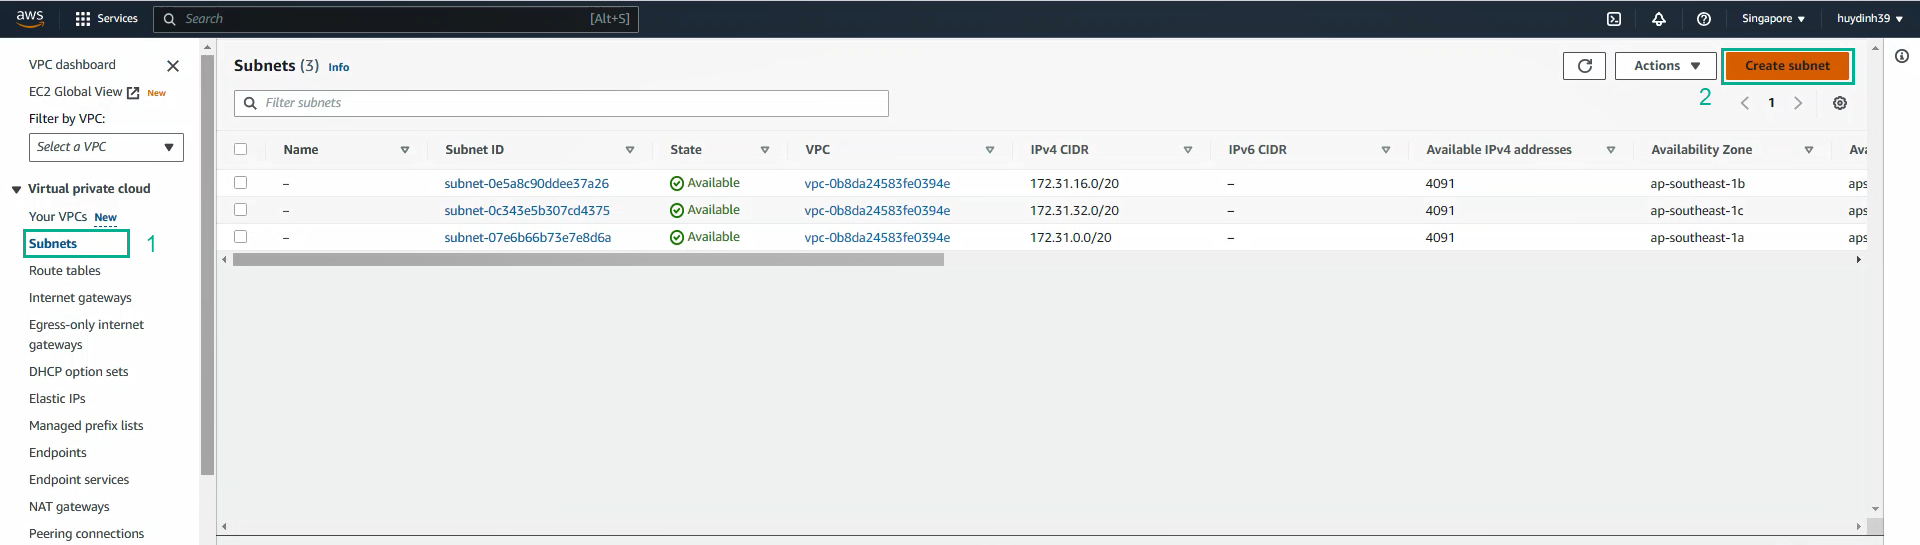 aws Services Search [Alt+S] Singapore huydinh39
VPC dashboard
EC2 Global View New
Filter by VPC:
Select a VPC
Virtual private cloud
Your VPCs New
Subnets 1
Route tables
Internet gateways
Egress-only internet
gateways
DHCP option sets
Elastic IPs
Managed prefix lists
Endpoints
Endpoint services
NAT gateways
Peering connections
Subnets (3) Info Actions Create subnet
Filter subnets 2 1
Name Subnet ID State VPC IPv4 CIDR IPv6 CIDR Available IPv4 addresses Availability Zone Ava
– subnet-0e5a8c90ddee37a26 Available vpc-0b8da24583fe0394e 172.31.16.0/20 – 4091 ap-southeast-1b aps
– subnet-0c343e5b307cd4375 Available vpc-0b8da24583fe0394e 172.31.32.0/20 – 4091 ap-southeast-1c aps
– subnet-07e6b66b73e7e8d6a Available vpc-0b8da24583fe0394e 172.31.0.0/20 – 4091 ap-southeast-1a aps